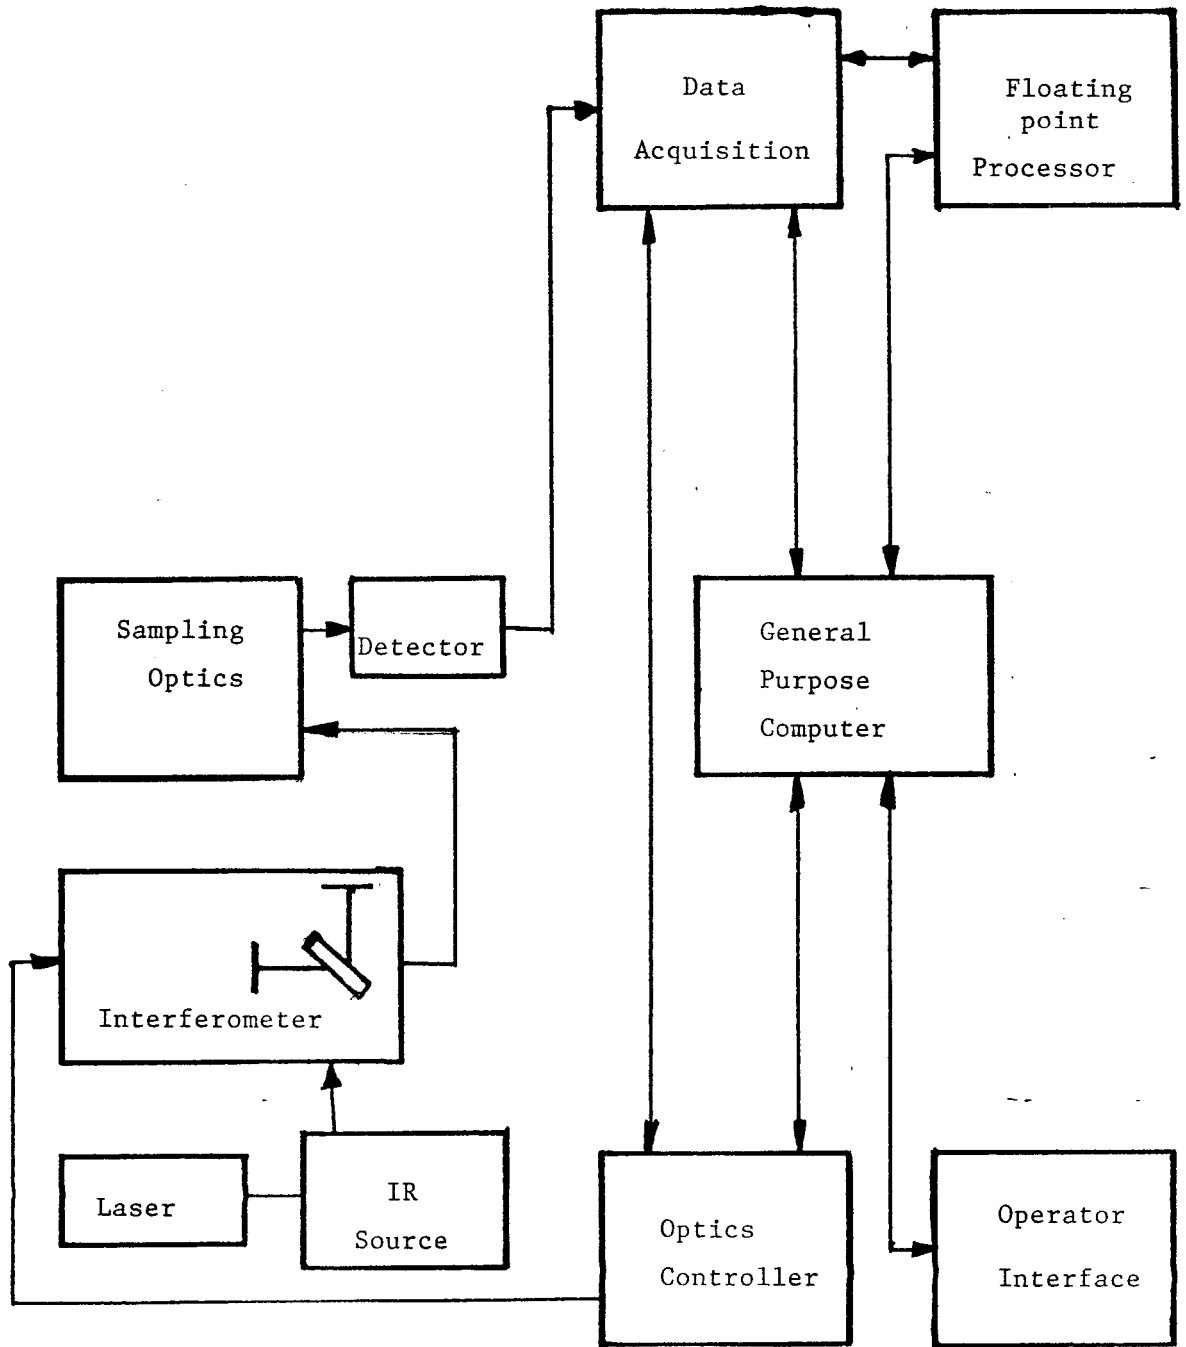 Data
Acquisition
Floating
point
Processor
Sampling
Optics
Detector
General
Purpose
Computer
Interferometer
Laser
IR
Source
Optics
Controller
Operator
Interface